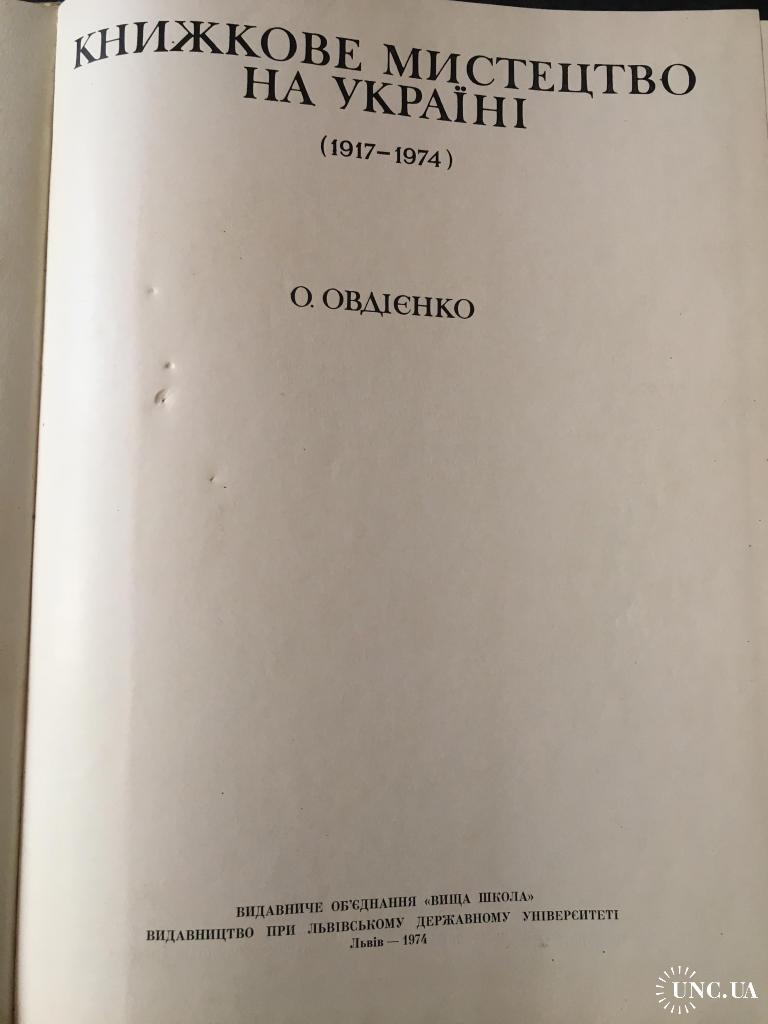 КНИЖКОВЕ МИСТЕЦТВО
НА УКРАЇНІ
(1917–1974)
О. ОВДІЄНКО
ВИДАВНИЧЕ ОБ'ЄДНАННЯ «ВИЩА ШКОЛА»
ВИДАВНИЦТВО ПРИ ЛЬВІВСЬКОМУ ДЕРЖАВНОМУ УНІВЕРСИТЕТІ
Львів — 1974
UNC.UA